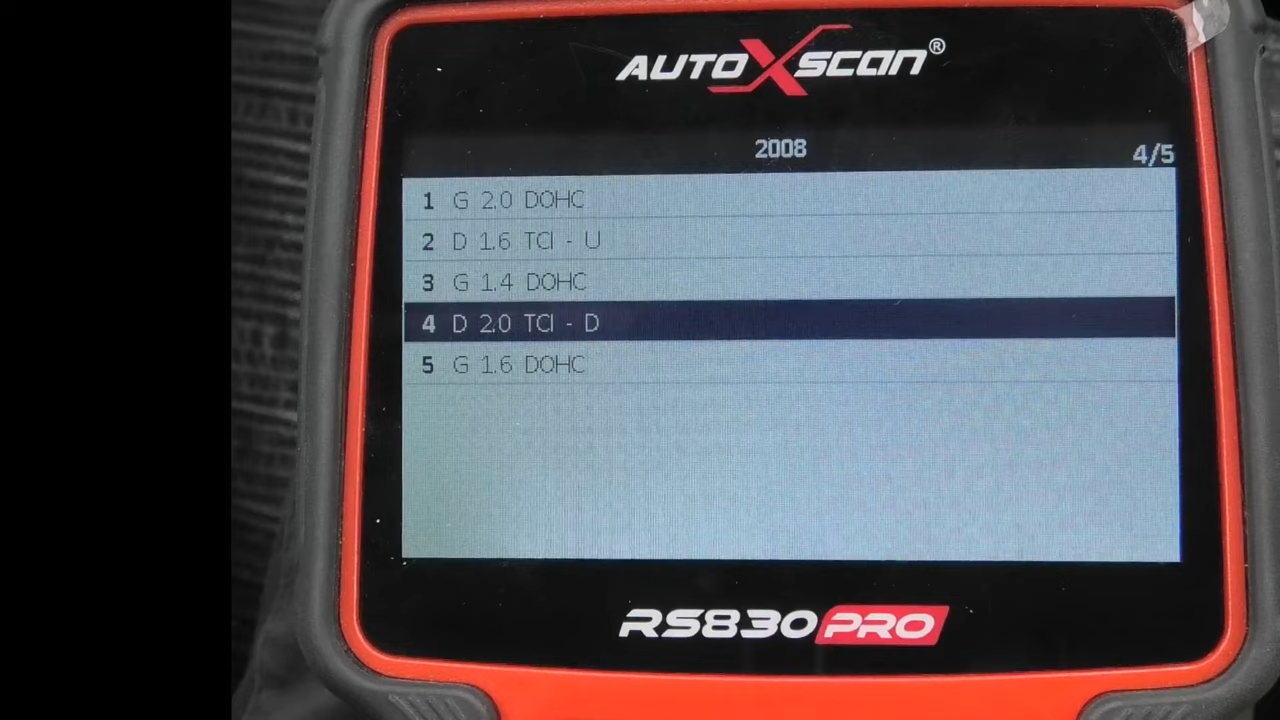 AUTOXSCAN®
2008
4/5
1 G 2.0 DOHC
2 D 1.6 TCI - U
3 G 1.4 DOHC
4 D 2.0 TCI - D
5 G 1.6 DOHC
RS830PRO